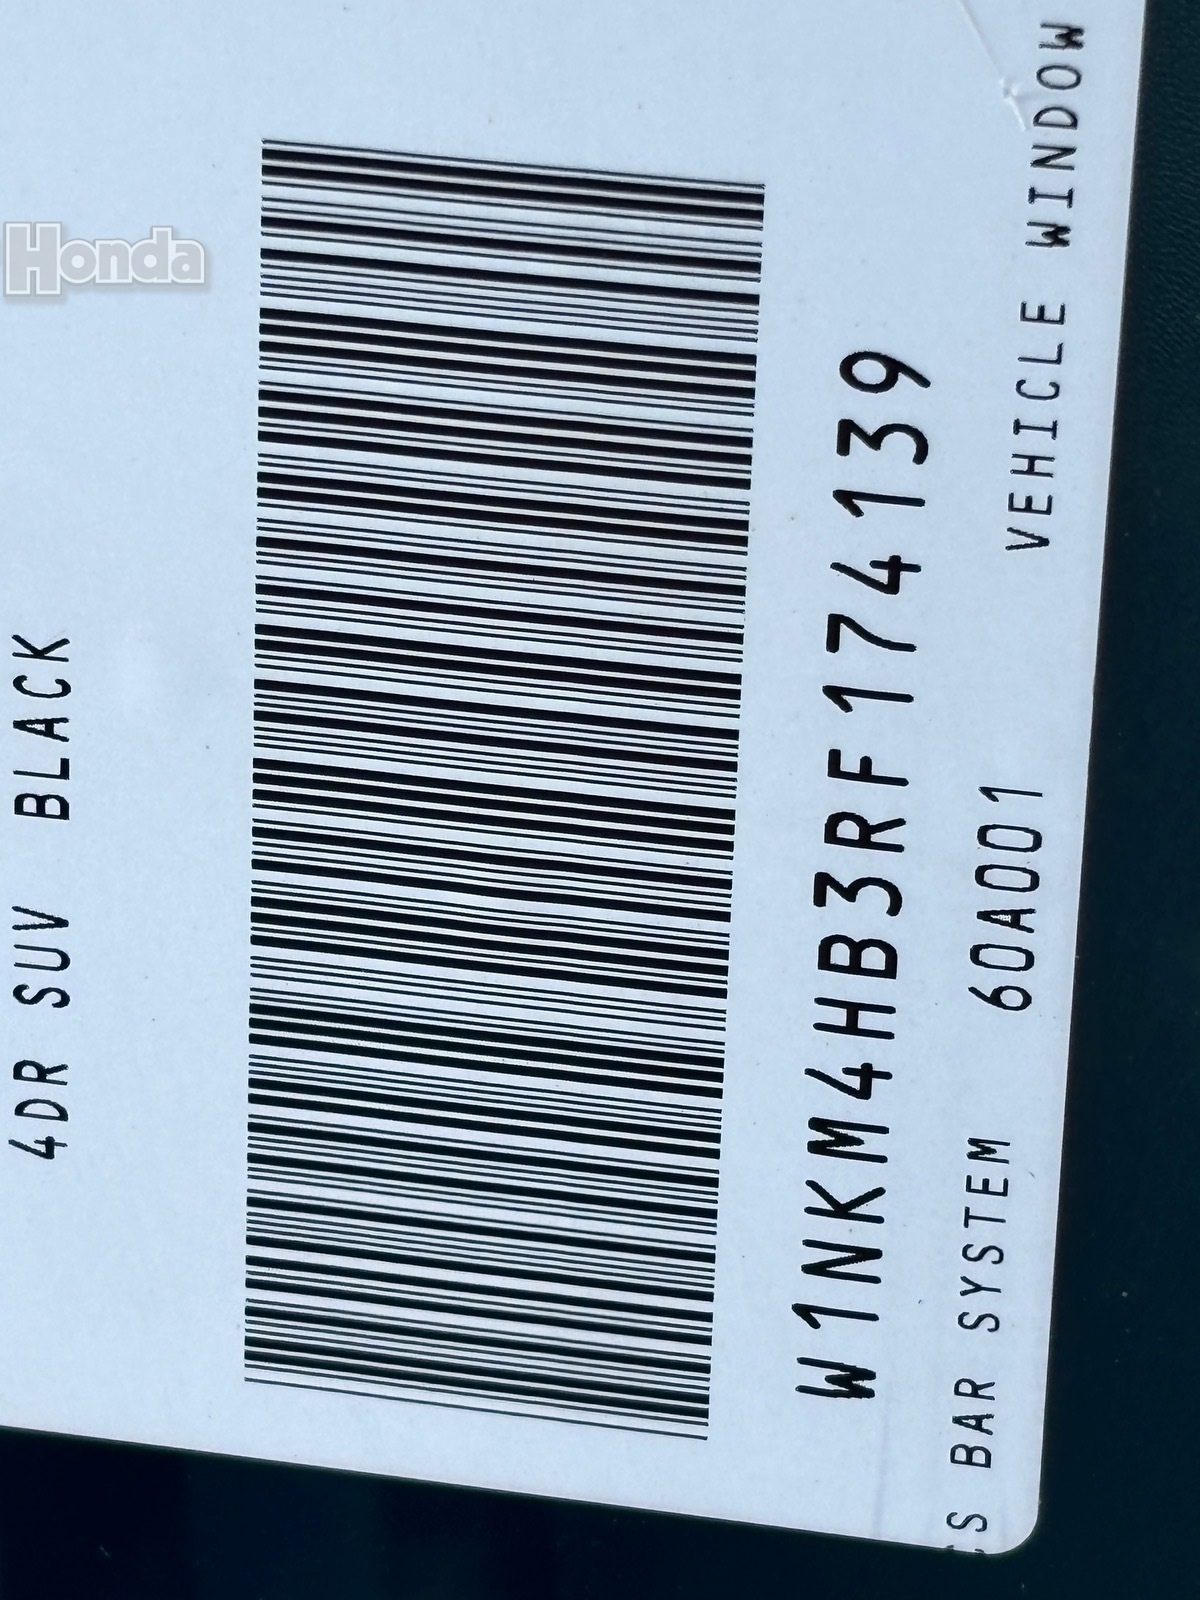 Honda
4DR SUV BLACK
W1NKM4HB3RF174139
BAR SYSTEM 60A001 VEHICLE WINDOW